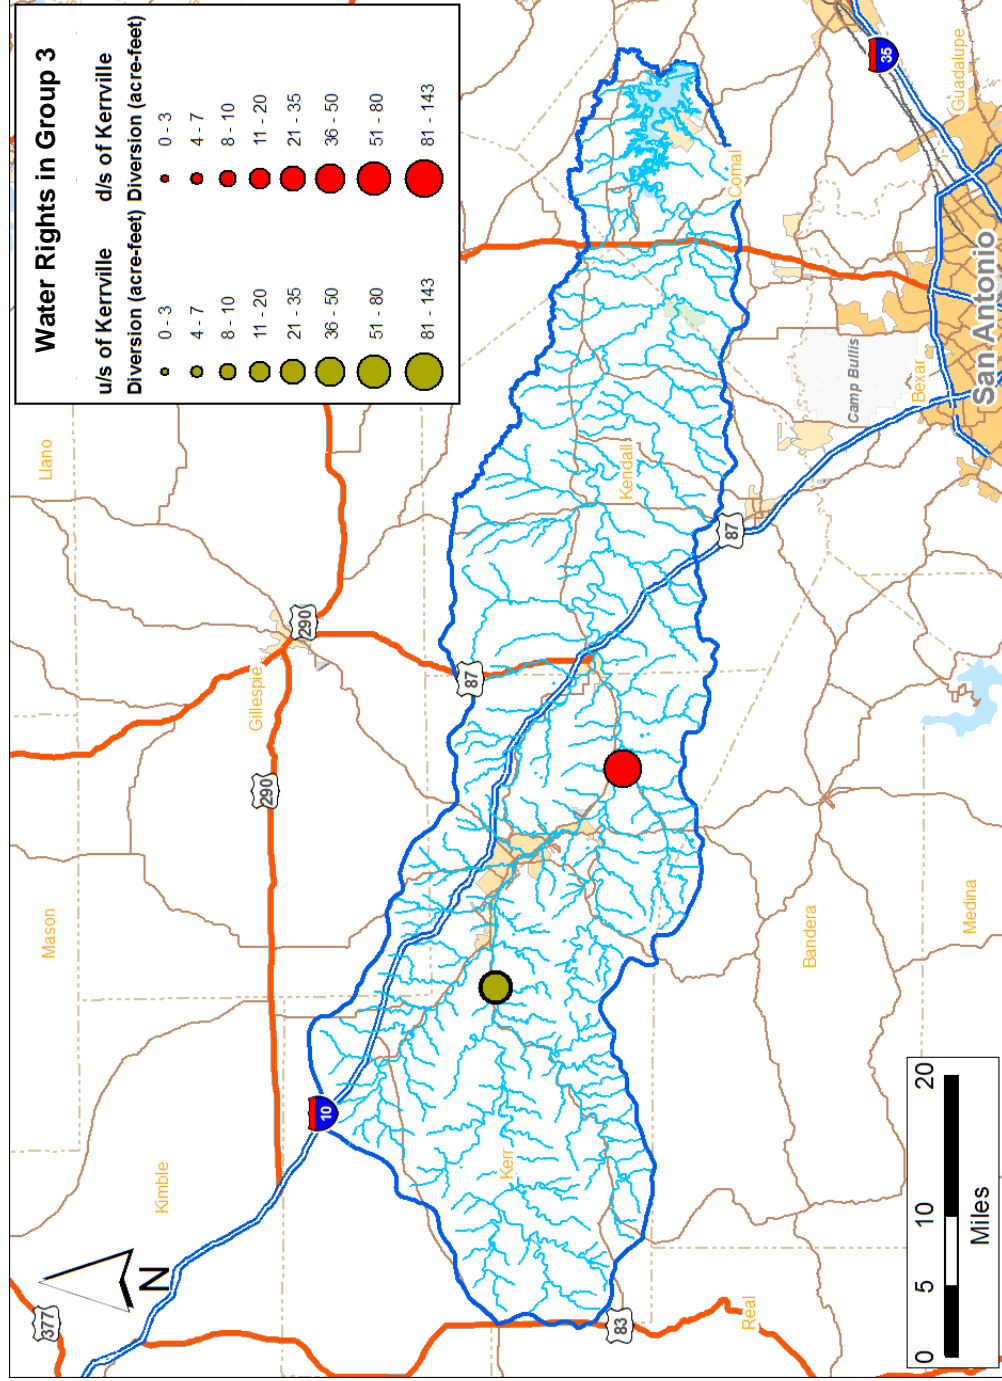 Water Rights in Group 3
u/s of Kerrville
Diversion (acre-feet)
0 - 3
4 - 7
8 - 10
11 - 20
21 - 35
36 - 50
51 - 80
81 - 143
d/s of Kerrville
Diversion (acre-feet)
0 - 3
4 - 7
8 - 10
11 - 20
21 - 35
36 - 50
51 - 80
81 - 143
377
N
Kimble
Mason
Llano
Gillespie
290
290
10
87
87
83
35
Kerr
Kendall
Comal
Guadalupe
Real
Bandera
Medina
Bexar
Camp Bullis
San Antonio
0 5 10 20
Miles